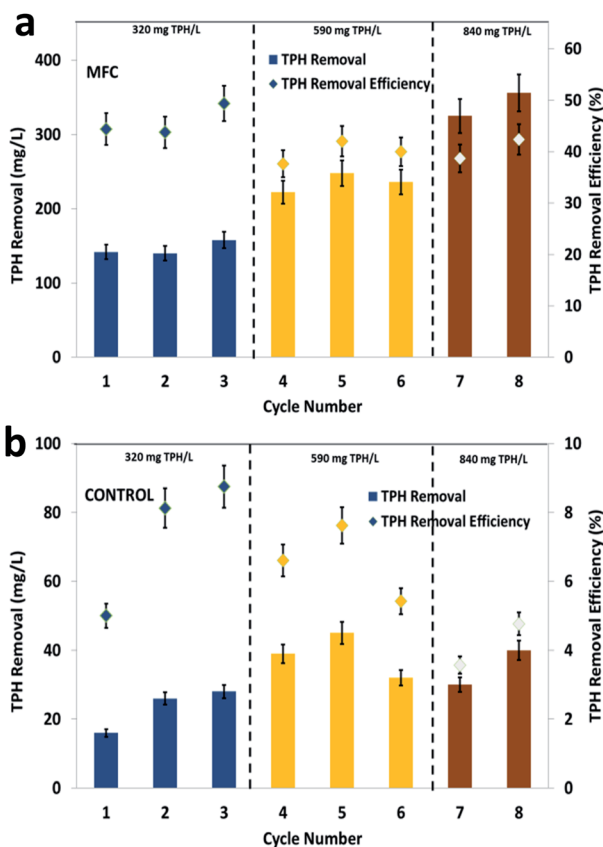 a
320 mg TPH/L
590 mg TPH/L
840 mg TPH/L
MFC
TPH Removal
TPH Removal Efficiency
TPH Removal (mg/L)
400
300
200
100
0
TPH Removal Efficiency (%)
60
50
40
30
20
10
0
1 2 3 4 5 6 7 8
Cycle Number
b
320 mg TPH/L
590 mg TPH/L
840 mg TPH/L
CONTROL
TPH Removal
TPH Removal Efficiency
TPH Removal (mg/L)
100
80
60
40
20
0
TPH Removal Efficiency (%)
10
8
6
4
2
0
1 2 3 4 5 6 7 8
Cycle Number